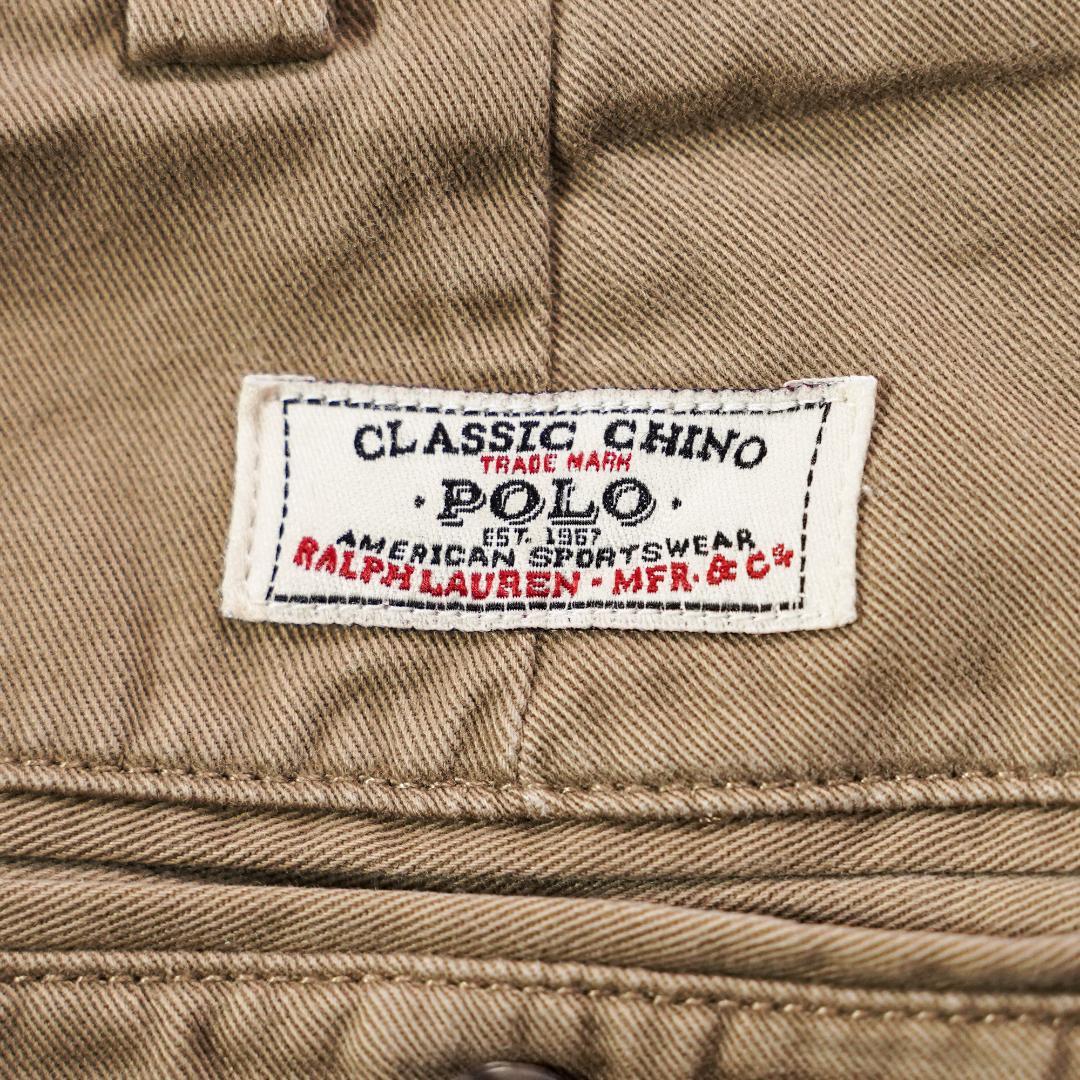 CLASSIC CHINO
TRADE MARK
· POLO ·
EST. 1967
AMERICAN SPORTSWEAR
RALPH LAUREN - MFR. & Co.